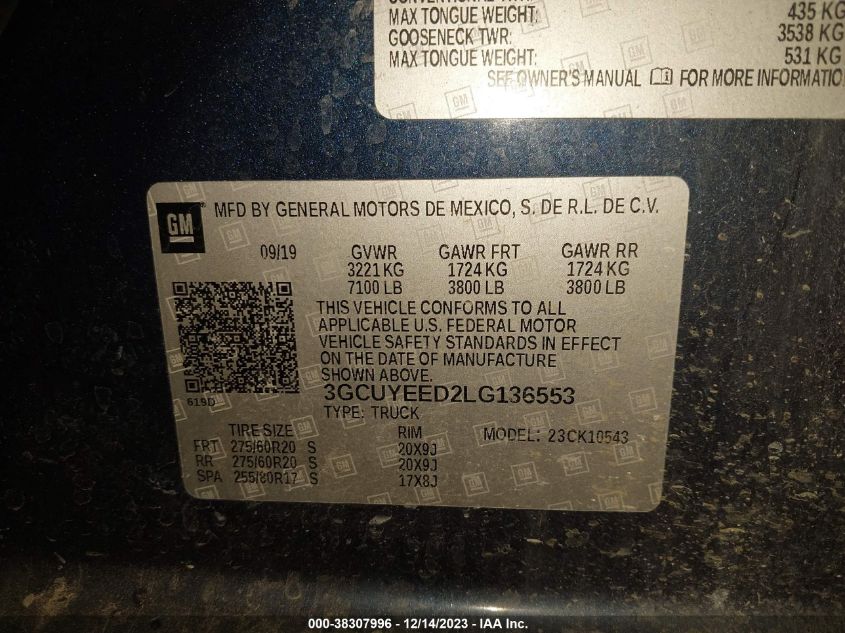 MAX TONGUE WEIGHT: 435 KG
GOOSENECK TWR: 3538 KG
MAX TONGUE WEIGHT: 531 KG
SEE OWNER'S MANUAL FOR MORE INFORMATION
GM MFD BY GENERAL MOTORS DE MEXICO, S. DE R.L. DE C.V.
09/19 GVWR GAWR FRT GAWR RR
3221 KG 1724 KG 1724 KG
7100 LB 3800 LB 3800 LB
THIS VEHICLE CONFORMS TO ALL
APPLICABLE U.S. FEDERAL MOTOR
VEHICLE SAFETY STANDARDS IN EFFECT
ON THE DATE OF MANUFACTURE
SHOWN ABOVE.
619D
3GCUYEED2LG136553
TYPE: TRUCK
TIRE SIZE RIM MODEL: 23CK10543
FRT 275/60R20 S 20X9J
RR 275/60R20 S 20X9J
SPA 255/80R17 S 17X8J
000-38307996 - 12/14/2023 - IAA Inc.